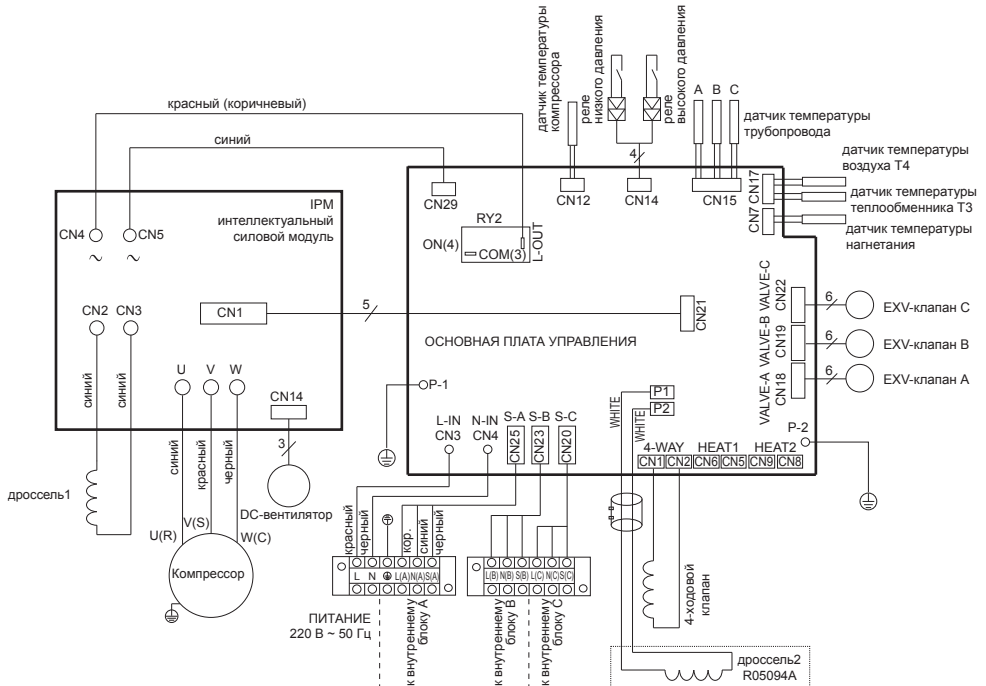 красный (коричневый)
синий
датчик температуры
компрессора
реле
низкого давления
реле
высокого давления
A B C
датчик температуры
трубопровода
датчик температуры
воздуха T4
датчик температуры
теплообменника T3
датчик температуры
нагнетания
4
CN29
CN12
CN14
CN15
CN17
CN7
IPM
интеллектуальный
силовой модуль
CN4
CN5
~
~
CN2 CN3
CN1
5
CN21
RY2
ON(4)
COM(3)
L-OUT
ОСНОВНАЯ ПЛАТА УПРАВЛЕНИЯ
VALVE-C
CN22
6
EXV-клапан C
VALVE-B
CN19
6
EXV-клапан B
VALVE-A
CN18
6
EXV-клапан A
U V W
CN14
3
DC-вентилятор
синий
синий
синий
красный
черный
дроссель1
U(R)
V(S)
W(C)
Компрессор
P-1
L-IN
CN3
N-IN
CN4
S-A
CN25
S-B
CN23
S-C
CN20
P1
P2
WHITE
WHITE
P-2
4-WAY HEAT1 HEAT2
CN1 CN2 CN6 CN5 CN9 CN8
красный
черный
кор.
синий
черный
L N L(A) N(A) S(A)
L(B) N(B) S(B) L(C) N(C) S(C)
ПИТАНИЕ
220 В ~ 50 Гц
к внутреннему
блоку A
к внутреннему
блоку B
к внутреннему
блоку C
4-ходовой
клапан
дроссель2
R05094A